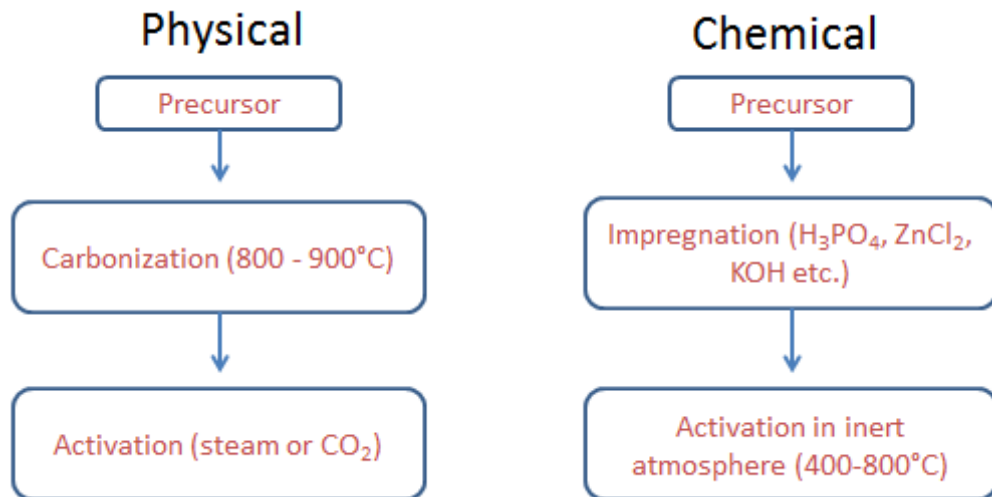 Physical
Precursor
Carbonization (800 - 900°C)
Activation (steam or CO₂)
Chemical
Precursor
Impregnation (H₃PO₄, ZnCl₂,
KOH etc.)
Activation in inert
atmosphere (400-800°C)